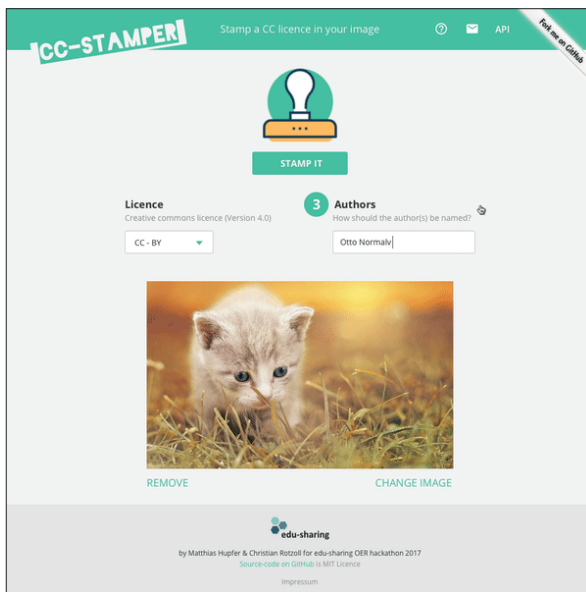 CC-STAMPER
Stamp a CC licence in your image
API
Fork me on GitHub
STAMP IT
Licence
Creative commons licence (Version 4.0)
CC - BY
3
Authors
How should the author(s) be named?
Otto Normalv
REMOVE
CHANGE IMAGE
edu-sharing
by Matthias Hupfer & Christian Rotzoll for edu-sharing OER hackathon 2017
Source-code on GitHub is MIT Licence
Impressum